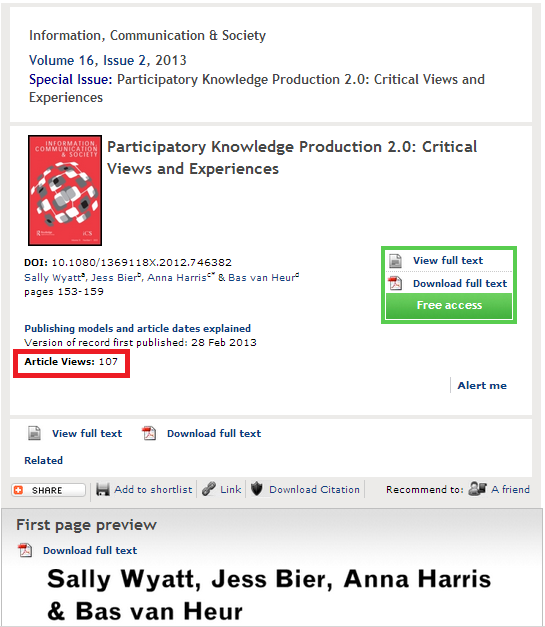 Information, Communication & Society
Volume 16, Issue 2, 2013
Special Issue: Participatory Knowledge Production 2.0: Critical Views and
Experiences
INFORMATION,
COMMUNICATION
& SOCIETY
Participatory Knowledge Production 2.0: Critical
Views and Experiences
DOI: 10.1080/1369118X.2012.746382
Sally Wyattᵃ, Jess Bierᵇ, Anna Harrisᶜ* & Bas van Heurᵈ
pages 153-159
View full text
Download full text
Free access
Publishing models and article dates explained
Version of record first published: 28 Feb 2013
Article Views: 107
Alert me
View full text Download full text
Related
SHARE Add to shortlist Link Download Citation Recommend to: A friend
First page preview
Download full text
Sally Wyatt, Jess Bier, Anna Harris
& Bas van Heur